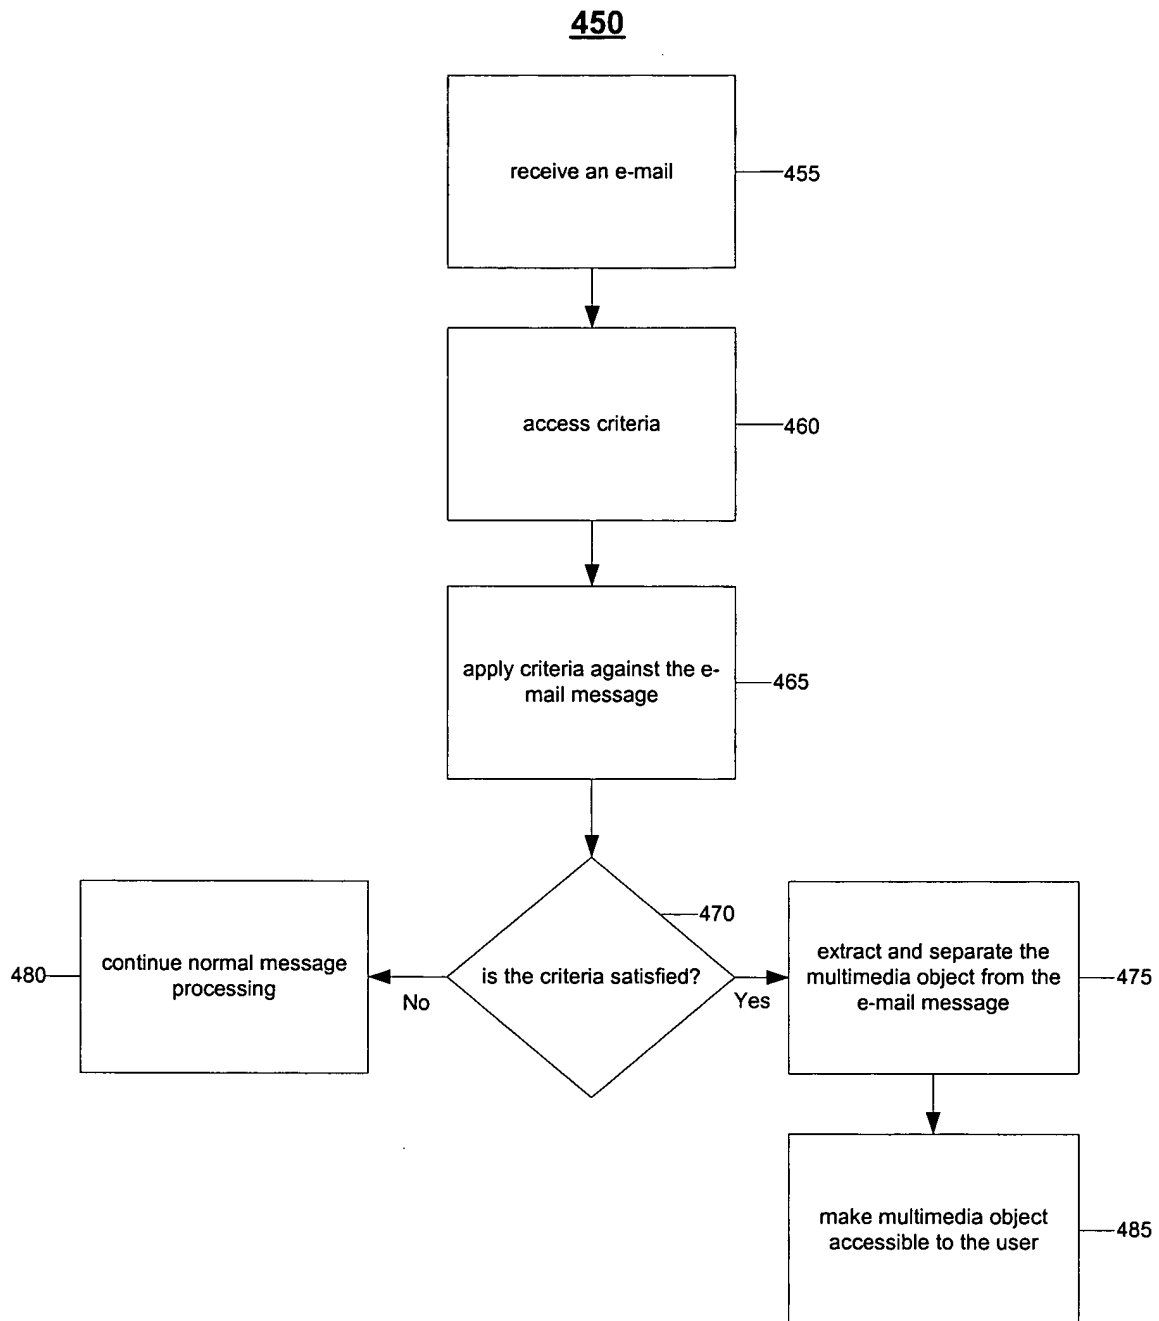 450
receive an e-mail
455
access criteria
460
apply criteria against the e-
mail message
465
470
is the criteria satisfied?
No
Yes
480
continue normal message
processing
extract and separate the
multimedia object from the
e-mail message
475
make multimedia object
accessible to the user
485